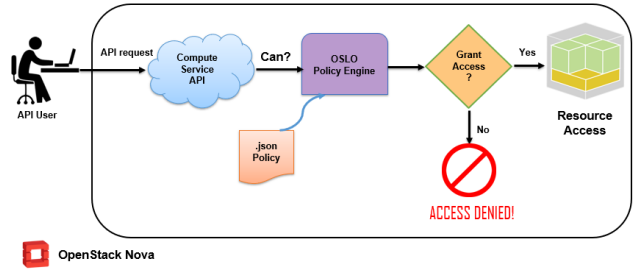 API User
API request
Compute
Service
API
Can?
OSLO
Policy Engine
.json
Policy
Grant
Access
?
Yes
Resource
Access
No
ACCESS DENIED!
OpenStack Nova